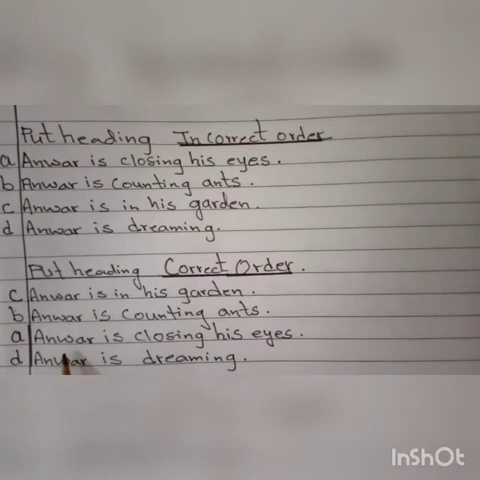 Put heading In correct order
a Anwar is closing his eyes.
b Anwar is counting ants.
c Anwar is in his garden.
d Anwar is dreaming.
Put heading Correct Order.
c Anwar is in his garden.
b Anwar is counting ants.
a Anwar is closing his eyes.
d Anwar is dreaming.
InShOt